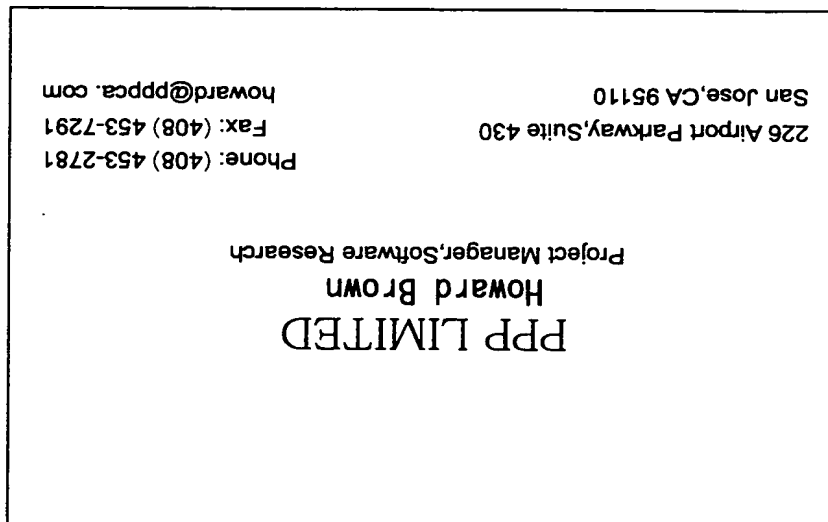 PPP LIMITED
Howard Brown
Project Manager,Software Research
226 Airport Parkway,Suite 430
San Jose,CA 95110
Phone: (408) 453-2781
Fax: (408) 453-7291
howard@pppca. com